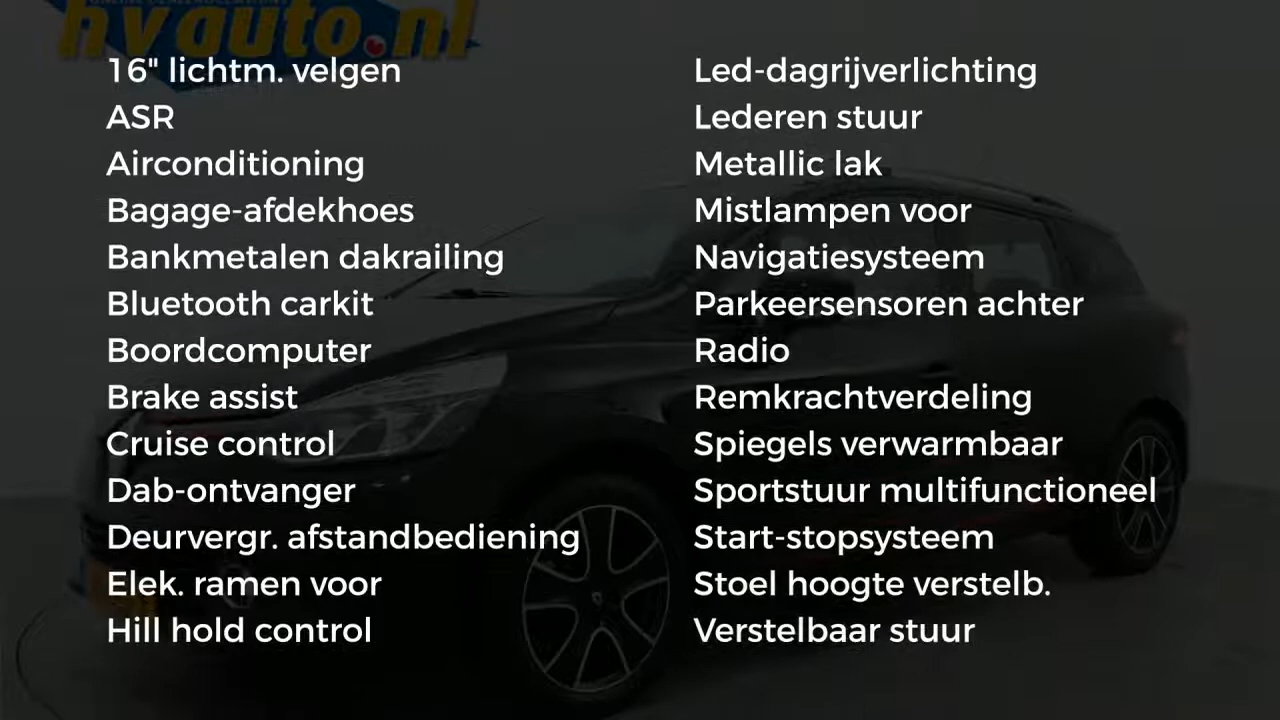 hvauto.nl
16" lichtm. velgen
ASR
Airconditioning
Bagage-afdekhoes
Bankmetalen dakrailing
Bluetooth carkit
Boordcomputer
Brake assist
Cruise control
Dab-ontvanger
Deurvergr. afstandbediening
Elek. ramen voor
Hill hold control
Led-dagrijverlichting
Lederen stuur
Metallic lak
Mistlampen voor
Navigatiesysteem
Parkeersensoren achter
Radio
Remkrachtverdeling
Spiegels verwarmbaar
Sportstuur multifunctioneel
Start-stopsysteem
Stoel hoogte verstelb.
Verstelbaar stuur